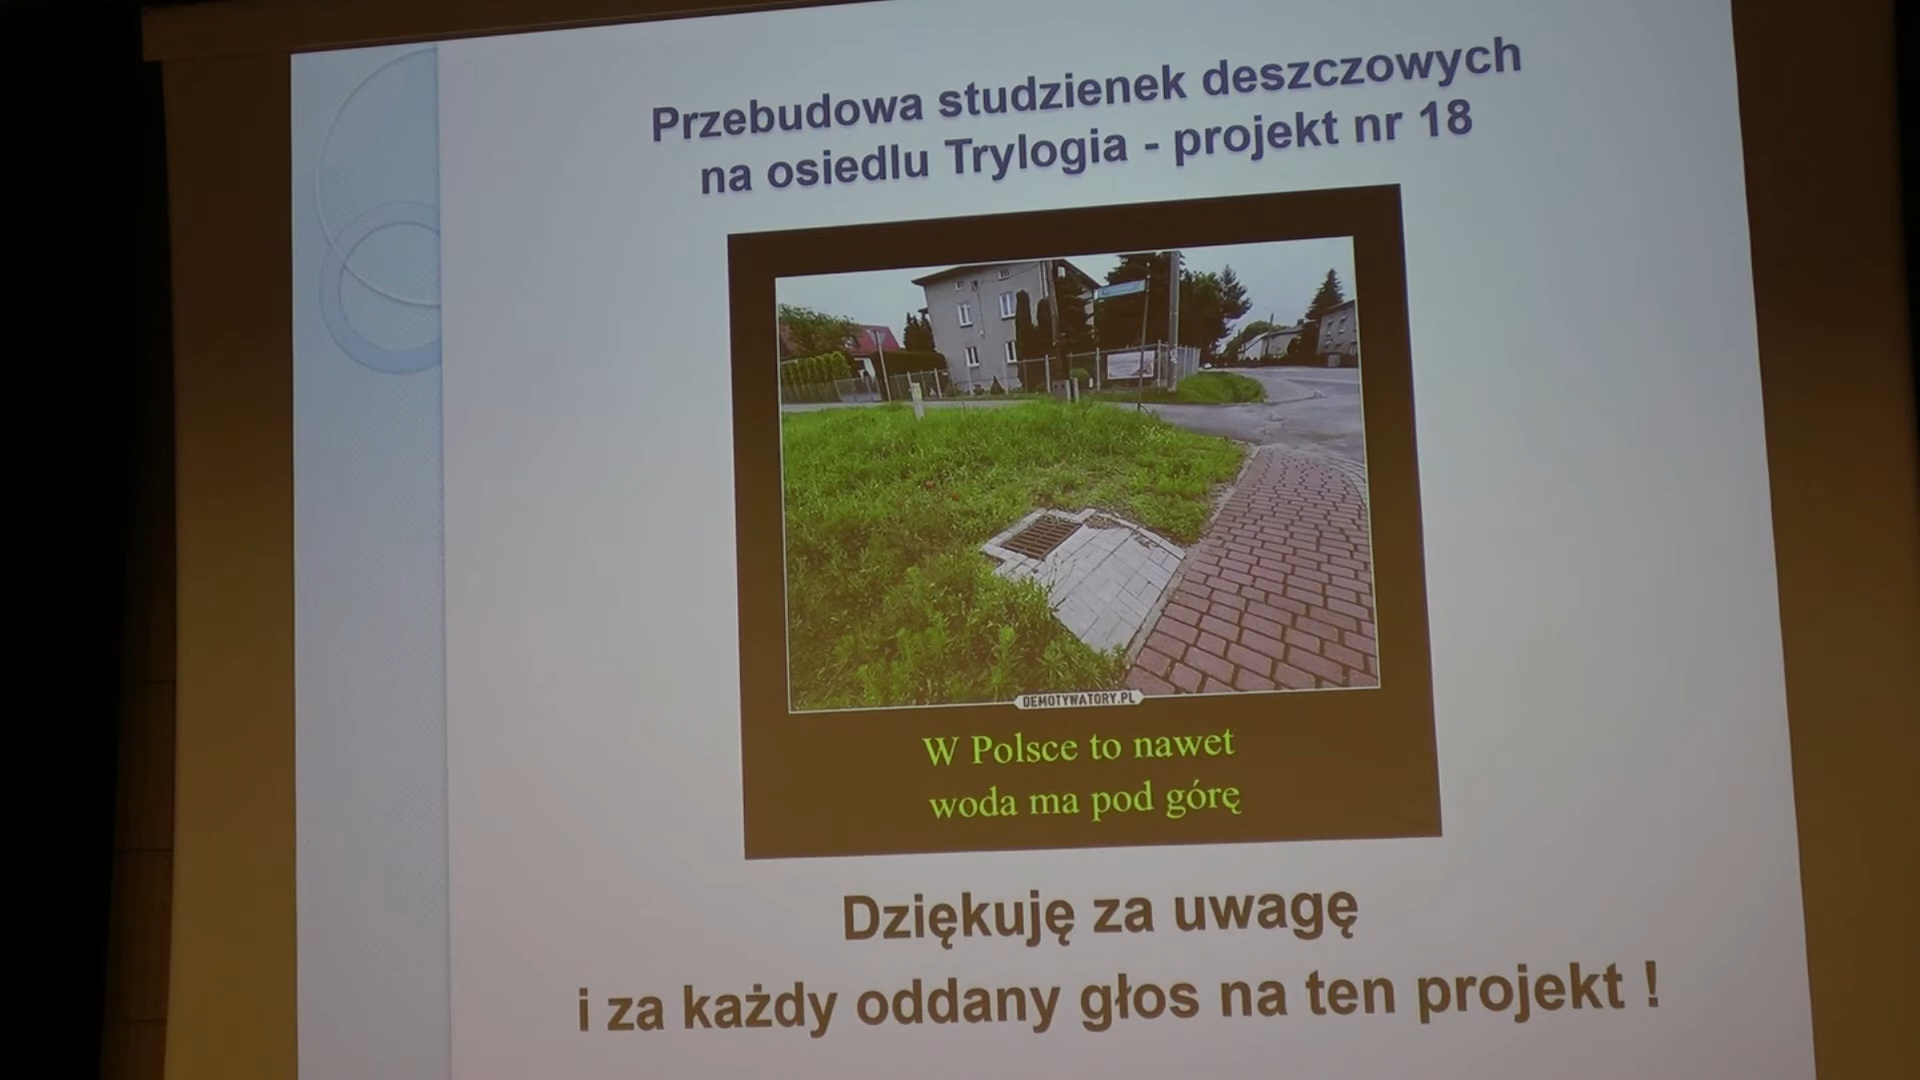 Przebudowa studzienek deszczowych
na osiedlu Trylogia - projekt nr 18
DEMOTYWATORY.PL
W Polsce to nawet
woda ma pod górę
Dziękuję za uwagę
i za każdy oddany głos na ten projekt !